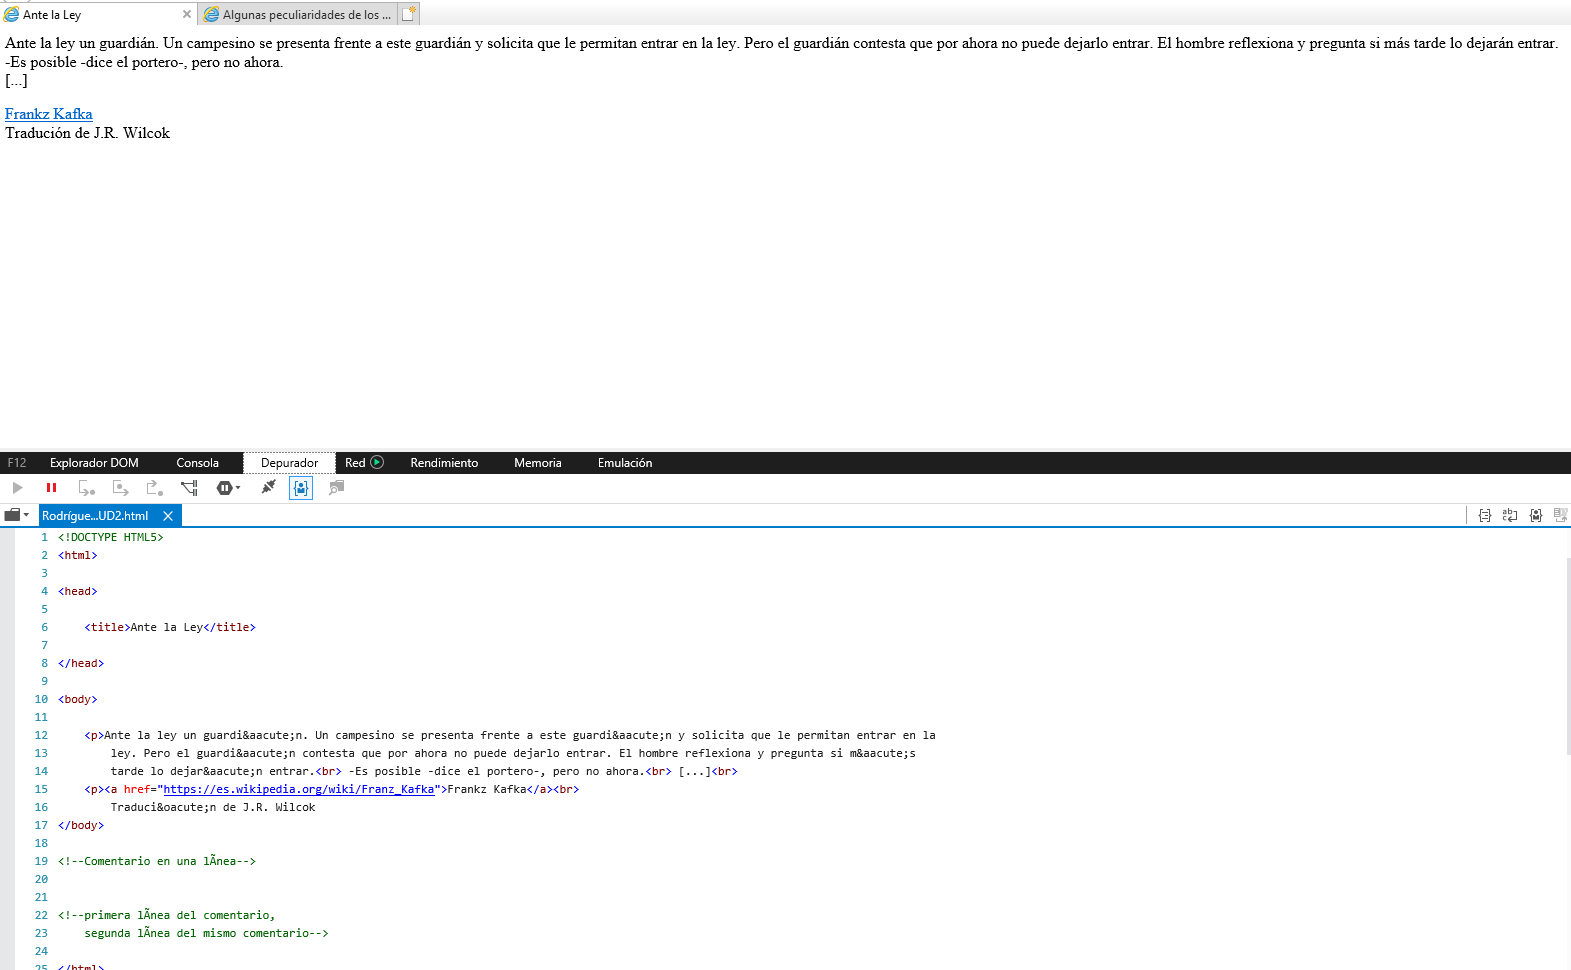 Ante la Ley
Algunas peculiaridades de los ...
Ante la ley un guardián. Un campesino se presenta frente a este guardián y solicita que le permitan entrar en la ley. Pero el guardián contesta que por ahora no puede dejarlo entrar. El hombre reflexiona y pregunta si más tarde lo dejarán entrar.
-Es posible -dice el portero-, pero no ahora.
[...]
Frankz Kafka
Tradución de J.R. Wilcok
F12 Explorador DOM Consola Depurador Red Rendimiento Memoria Emulación
Rodrígue...UD2.html
1 <!DOCTYPE HTML5>
2 <html>
3
4 <head>
5
6 <title>Ante la Ley</title>
7
8 </head>
9
10 <body>
11
12 <p>Ante la ley un guardi&aacute;n. Un campesino se presenta frente a este guardi&aacute;n y solicita que le permitan entrar en la
13 ley. Pero el guardi&aacute;n contesta que por ahora no puede dejarlo entrar. El hombre reflexiona y pregunta si m&aacute;s
14 tarde lo dejar&aacute;n entrar.<br> -Es posible -dice el portero-, pero no ahora.<br> [...]<br>
15 <p><a href="https://es.wikipedia.org/wiki/Franz_Kafka">Frankz Kafka</a><br>
16 Traduci&oacute;n de J.R. Wilcok
17 </body>
18
19 <!--Comentario en una lÃnea-->
20
21
22 <!--primera lÃnea del comentario,
23 segunda lÃnea del mismo comentario-->
24
25 </html>